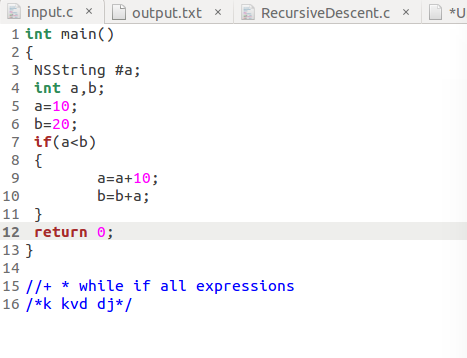 input.c × output.txt × RecursiveDescent.c × *U
1 int main()
2 {
3 NSString #a;
4 int a,b;
5 a=10;
6 b=20;
7 if(a<b)
8 {
9 a=a+10;
10 b=b+a;
11 }
12 return 0;
13 }
14
15 //+ * while if all expressions
16 /*k kvd dj*/